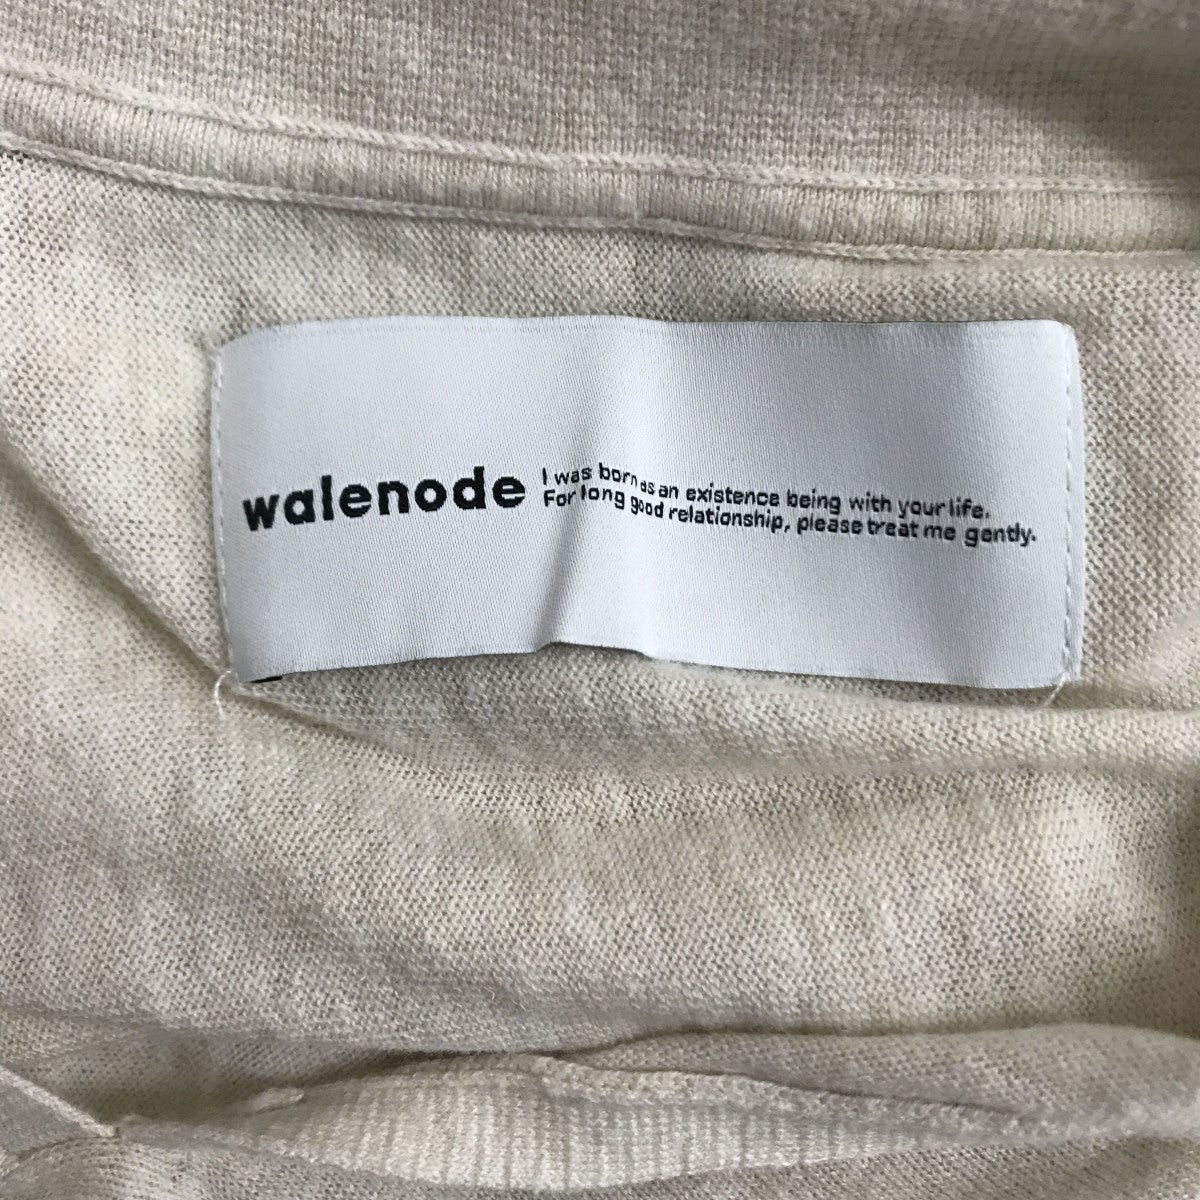 walenode
I was born as an existence being with your life.
For long good relationship, please treat me gently.